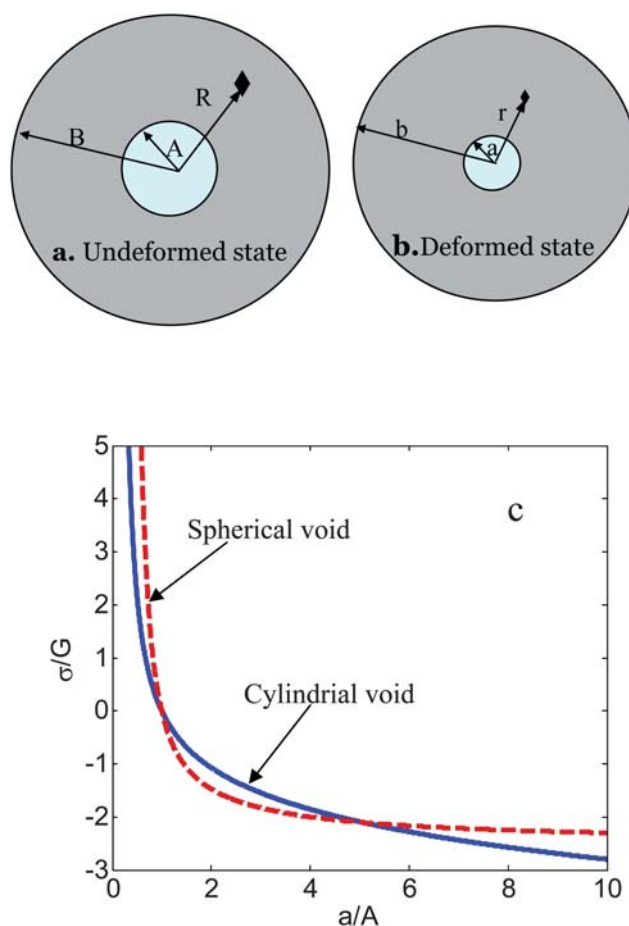 R
B
A
a. Undeformed state
r
b
a
b.Deformed state
5
4
3
2
1
0
-1
-2
-3
σ/G
c
Spherical void
Cylindrial void
0
2
4
6
8
10
a/A